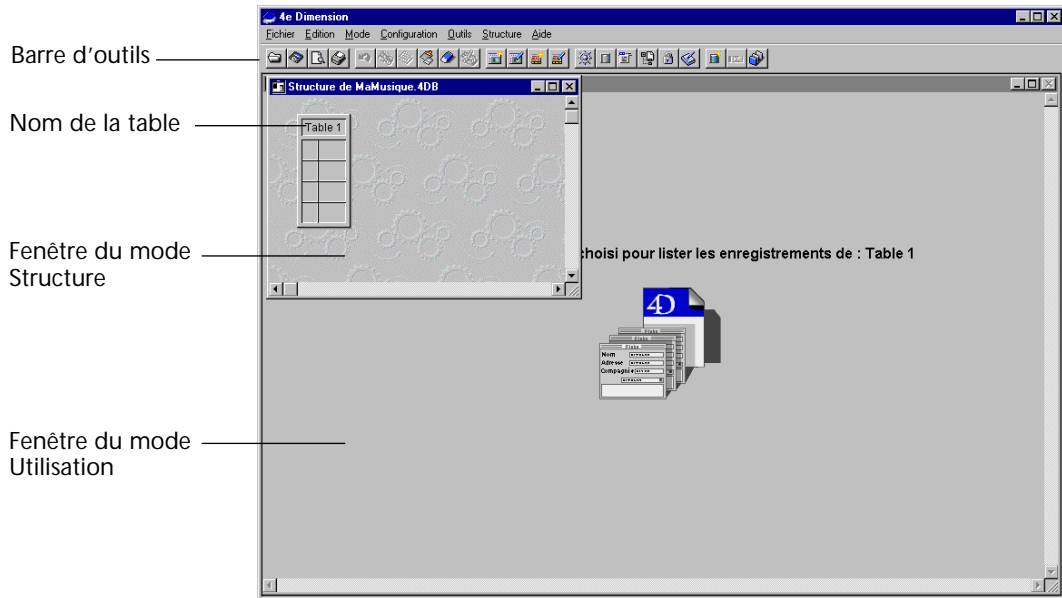 4e Dimension
Fichier Edition Mode Configuration Outils Structure Aide
Barre d'outils
Structure de MaMusique.4DB
Nom de la table
Table 1
Fenêtre du mode
Structure
choisi pour lister les enregistrements de : Table 1
4D
Nom
Adresse
Compagnie
Fenêtre du mode
Utilisation